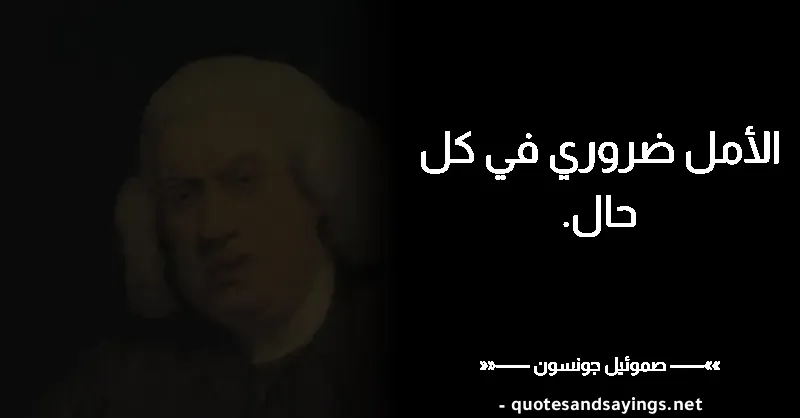 الأمل ضروري في كل
حال.
»»—— صموئيل جونسون ——««
- quotesandsayings.net